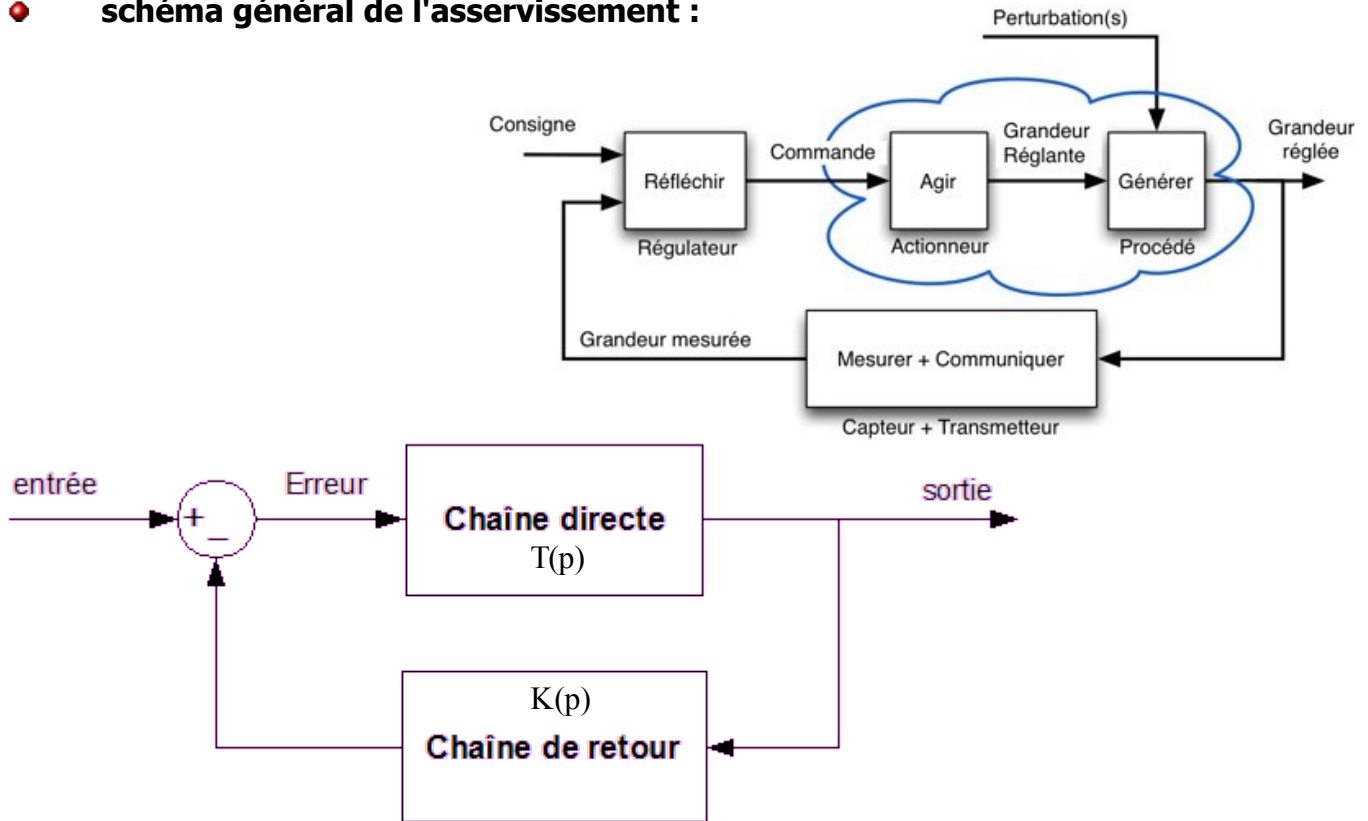 schéma général de l'asservissement :
Perturbation(s)
Consigne
Commande
Grandeur
Réglante
Grandeur
réglée
Réfléchir
Agir
Générer
Régulateur
Actionneur
Procédé
Grandeur mesurée
Mesurer + Communiquer
Capteur + Transmetteur
entrée
+
−
Erreur
Chaîne directe
T(p)
sortie
K(p)
Chaîne de retour